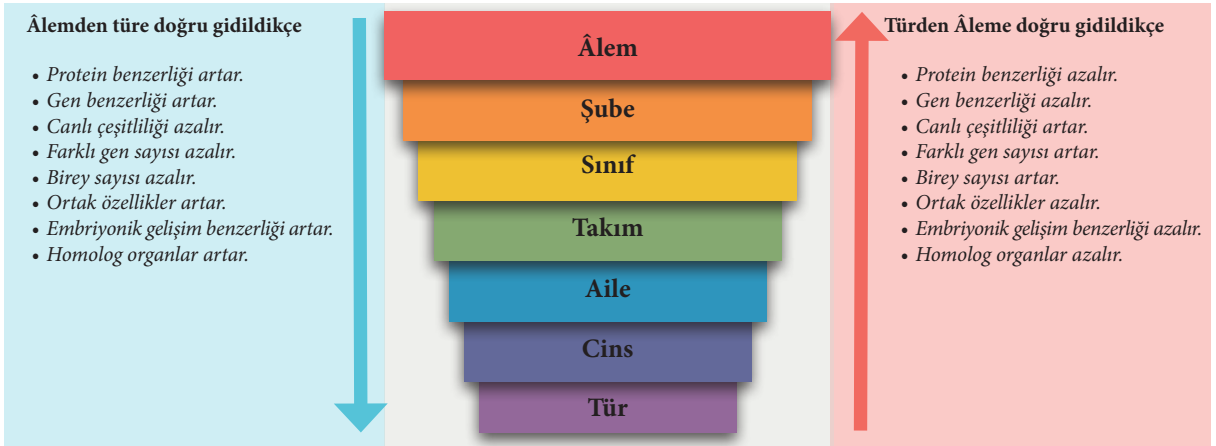 Âlemden türe doğru gidildikçe
• Protein benzerliği artar.
• Gen benzerliği artar.
• Canlı çeşitliliği azalır.
• Farklı gen sayısı azalır.
• Birey sayısı azalır.
• Ortak özellikler artar.
• Embriyonik gelişim benzerliği artar.
• Homolog organlar artar.
Âlem
Şube
Sınıf
Takım
Aile
Cins
Tür
Türden Âleme doğru gidildikçe
• Protein benzerliği azalır.
• Gen benzerliği azalır.
• Canlı çeşitliliği artar.
• Farklı gen sayısı artar.
• Birey sayısı artar.
• Ortak özellikler azalır.
• Embriyonik gelişim benzerliği azalır.
• Homolog organlar azalır.